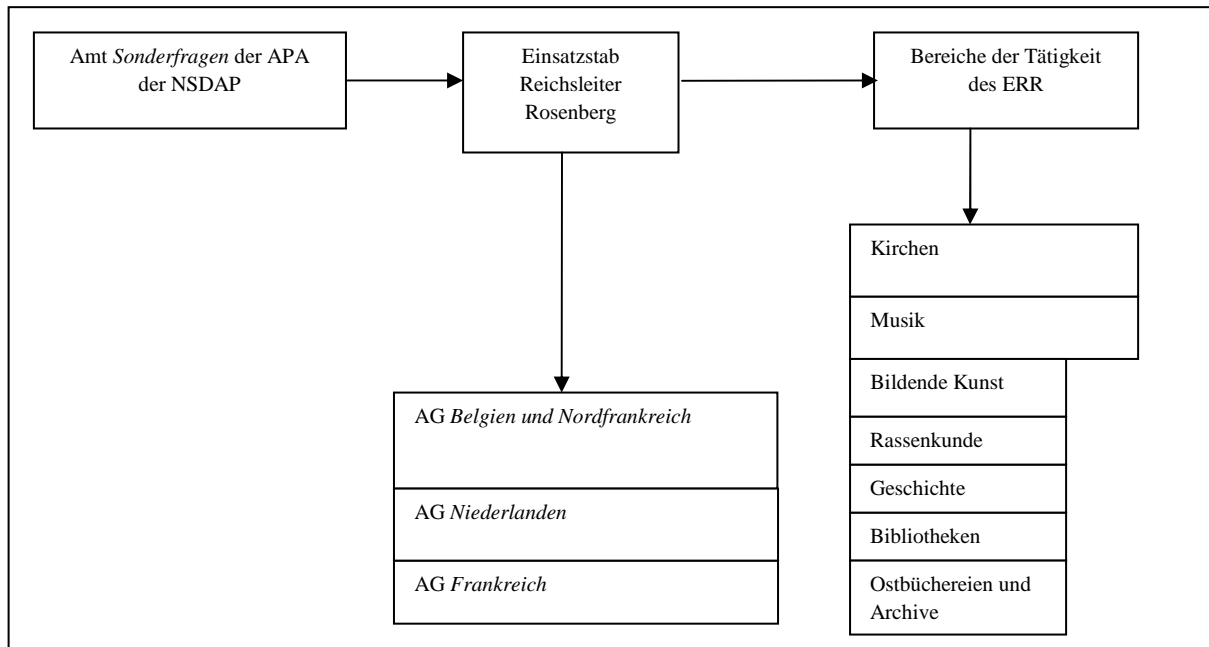 Amt Sonderfragen der APA
der NSDAP
Einsatzstab
Reichsleiter
Rosenberg
Bereiche der Tätigkeit
des ERR
AG Belgien und Nordfrankreich
AG Niederlanden
AG Frankreich
Kirchen
Musik
Bildende Kunst
Rassenkunde
Geschichte
Bibliotheken
Ostbüchereien und
Archive